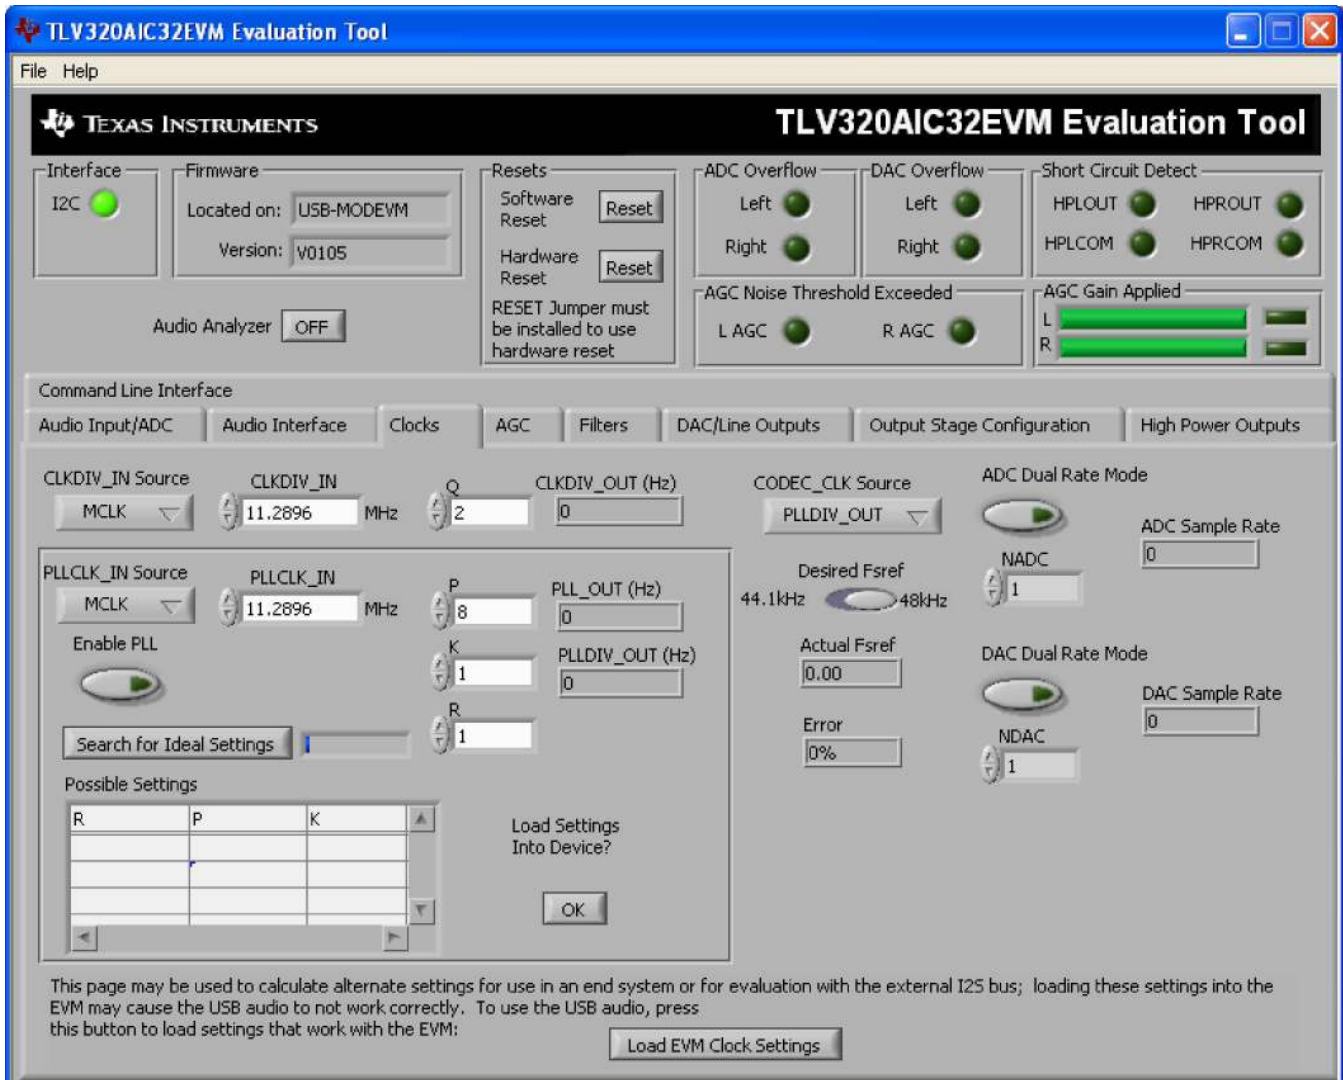 TLV320AIC32EVM Evaluation Tool
File Help
TEXAS INSTRUMENTS
TLV320AIC32EVM Evaluation Tool
Interface
I2C
Firmware
Located on: USB-MODEVM
Version: V0105
Audio Analyzer OFF
Resets
Software Reset Reset
Hardware Reset Reset
RESET Jumper must
be installed to use
hardware reset
ADC Overflow
Left
Right
DAC Overflow
Left
Right
Short Circuit Detect
HPLOUT HPROUT
HPLCOM HPRCOM
AGC Noise Threshold Exceeded
L AGC R AGC
AGC Gain Applied
L
R
Command Line Interface
Audio Input/ADC Audio Interface Clocks AGC Filters DAC/Line Outputs Output Stage Configuration High Power Outputs
CLKDIV_IN Source
MCLK
CLKDIV_IN
11.2896 MHz
Q
2
CLKDIV_OUT (Hz)
0
PLLCLK_IN Source
MCLK
PLLCLK_IN
11.2896 MHz
P
8
PLL_OUT (Hz)
0
Enable PLL
K
1
PLLDIV_OUT (Hz)
0
R
1
Search for Ideal Settings
Possible Settings
R P K
Load Settings
Into Device?
OK
CODEC_CLK Source
PLLDIV_OUT
Desired Fsref
44.1kHz 48kHz
Actual Fsref
0.00
Error
0%
ADC Dual Rate Mode
NADC
1
ADC Sample Rate
0
DAC Dual Rate Mode
NDAC
1
DAC Sample Rate
0
This page may be used to calculate alternate settings for use in an end system or for evaluation with the external I2S bus; loading these settings into the
EVM may cause the USB audio to not work correctly. To use the USB audio, press
this button to load settings that work with the EVM:
Load EVM Clock Settings